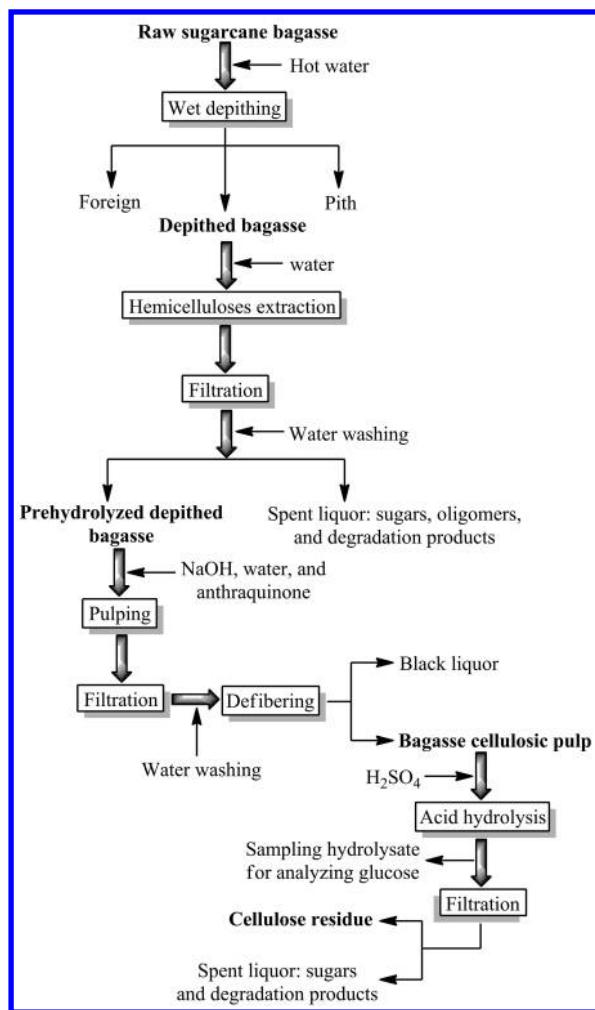 Raw sugarcane bagasse
Hot water
Wet depithing
Foreign
Pith
Depithed bagasse
water
Hemicelluloses extraction
Filtration
Water washing
Prehydrolyzed depithed
bagasse
Spent liquor: sugars, oligomers,
and degradation products
NaOH, water, and
anthraquinone
Pulping
Filtration
Defibering
Water washing
Black liquor
Bagasse cellulosic pulp
H₂SO₄
Acid hydrolysis
Sampling hydrolysate
for analyzing glucose
Filtration
Cellulose residue
Spent liquor: sugars
and degradation products